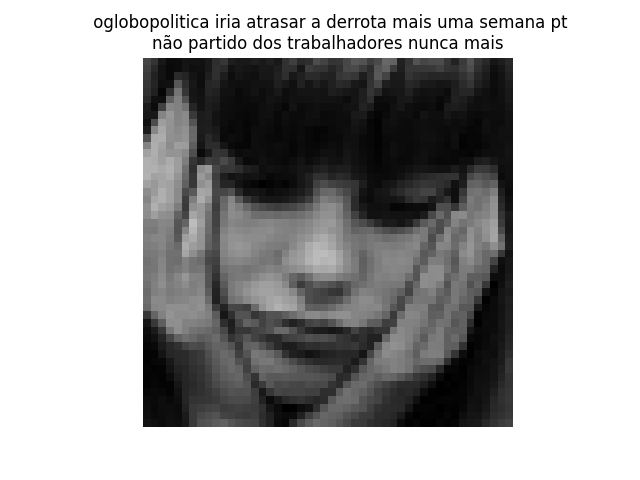 oglobopolitica iria atrasar a derrota mais uma semana pt
não partido dos trabalhadores nunca mais